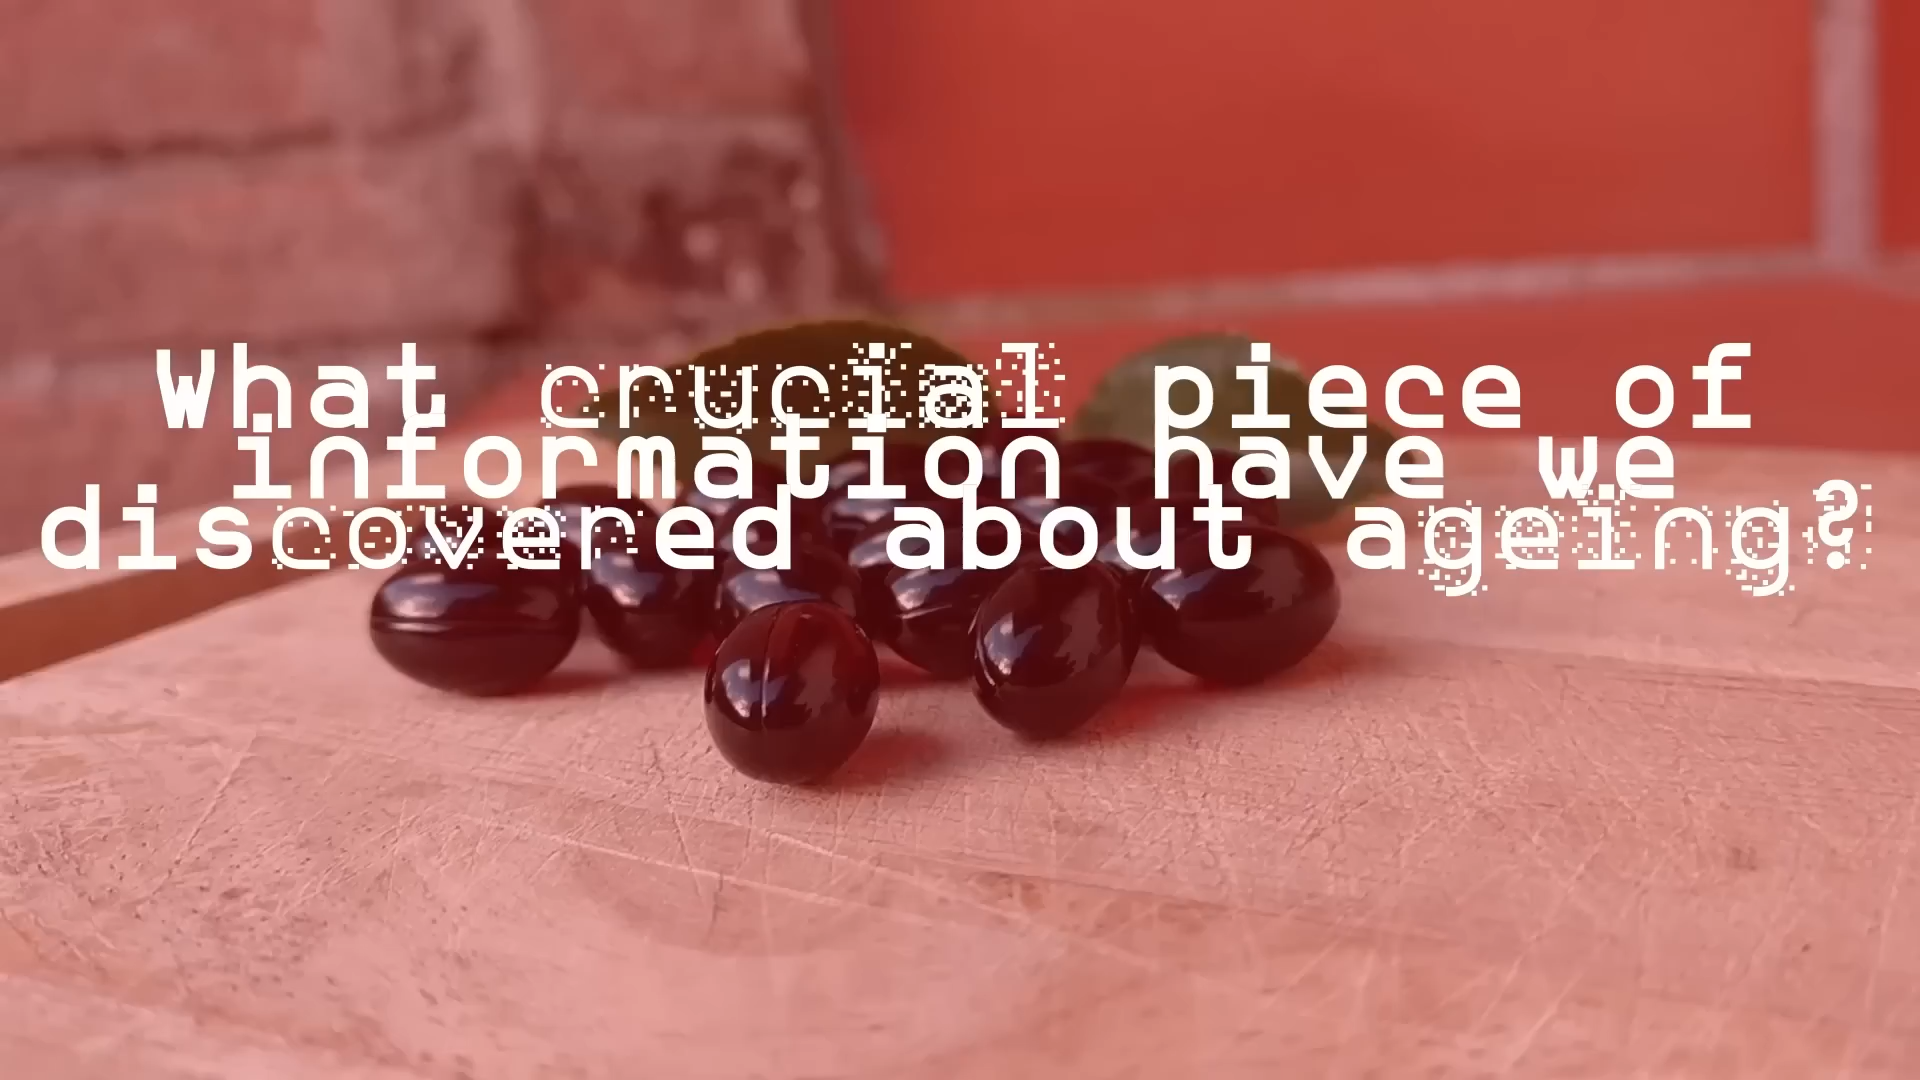 What crucial piece of
information have we
discovered about ageing?